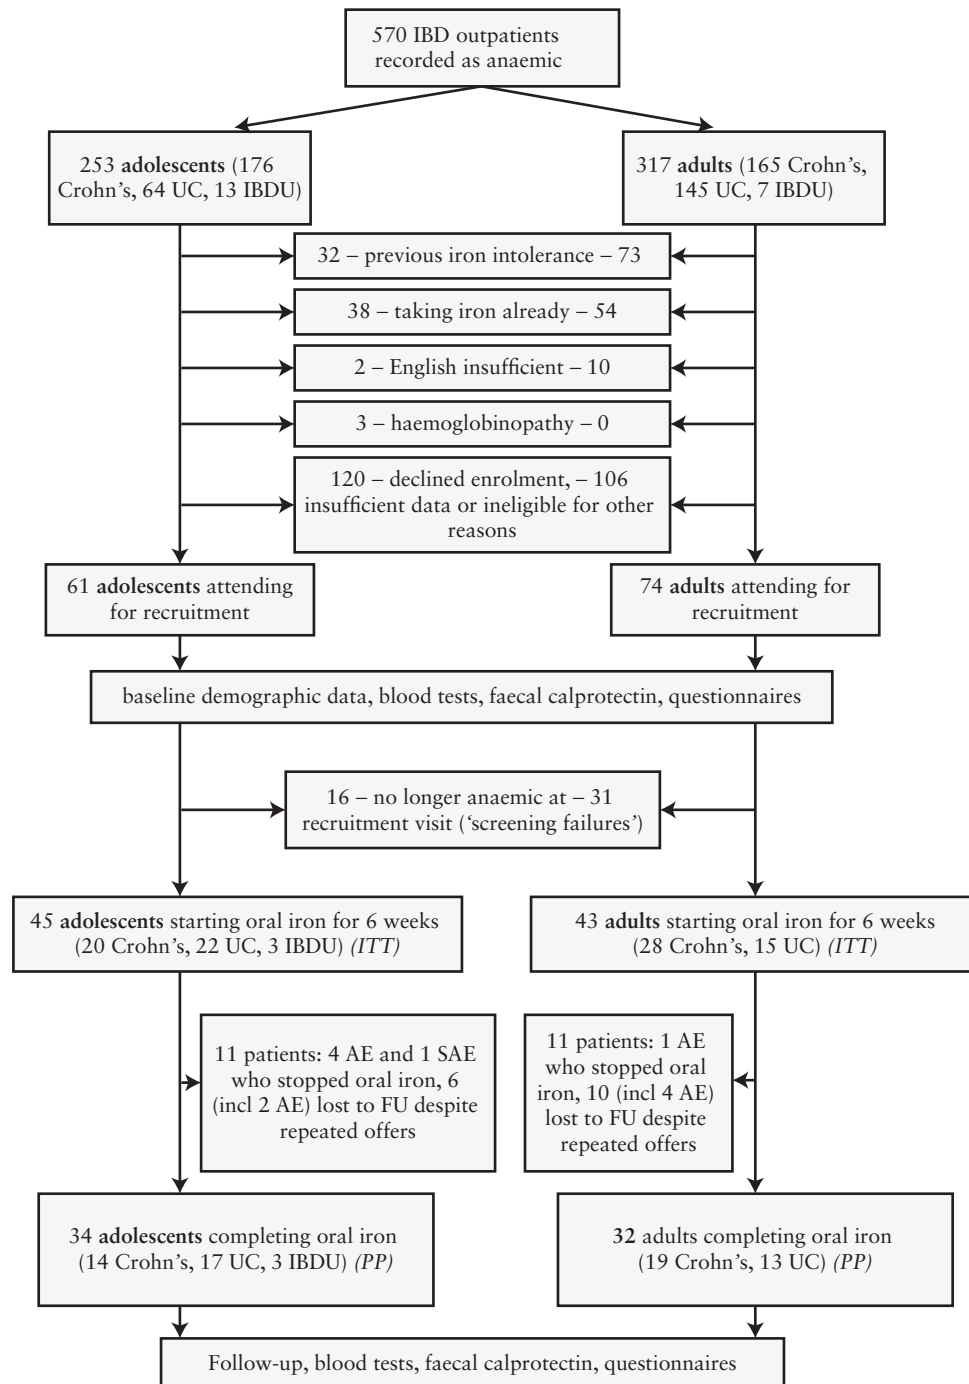 570 IBD outpatients
recorded as anaemic
253 adolescents (176
Crohn's, 64 UC, 13 IBDU)
317 adults (165 Crohn's,
145 UC, 7 IBDU)
32 – previous iron intolerance – 73
38 – taking iron already – 54
2 – English insufficient – 10
3 – haemoglobinopathy – 0
120 – declined enrolment, – 106
insufficient data or ineligible for other
reasons
61 adolescents attending
for recruitment
74 adults attending for
recruitment
baseline demographic data, blood tests, faecal calprotectin, questionnaires
16 – no longer anaemic at – 31
recruitment visit ('screening failures')
45 adolescents starting oral iron for 6 weeks
(20 Crohn's, 22 UC, 3 IBDU) (ITT)
43 adults starting oral iron for 6 weeks
(28 Crohn's, 15 UC) (ITT)
11 patients: 4 AE and 1 SAE
who stopped oral iron, 6
(incl 2 AE) lost to FU despite
repeated offers
11 patients: 1 AE
who stopped oral
iron, 10 (incl 4 AE)
lost to FU despite
repeated offers
34 adolescents completing oral iron
(14 Crohn's, 17 UC, 3 IBDU) (PP)
32 adults completing oral iron
(19 Crohn's, 13 UC) (PP)
Follow-up, blood tests, faecal calprotectin, questionnaires